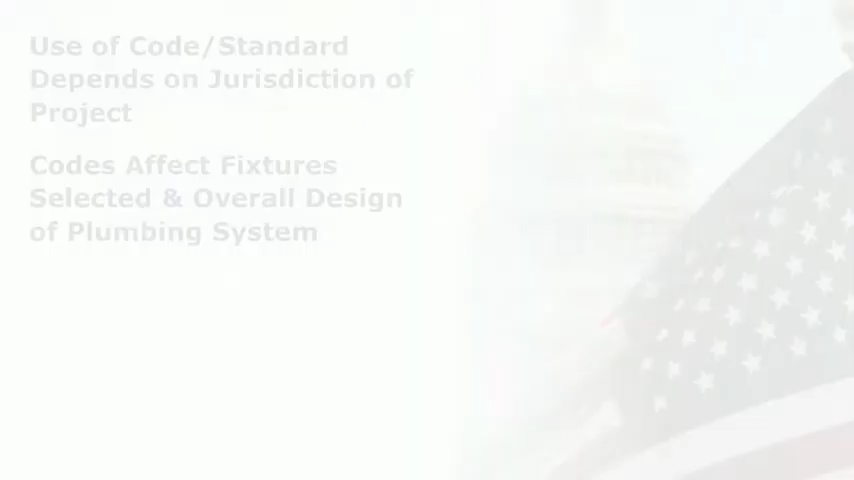 Use of Code/Standard
Depends on Jurisdiction of
Project
Codes Affect Fixtures
Selected & Overall Design
of Plumbing System